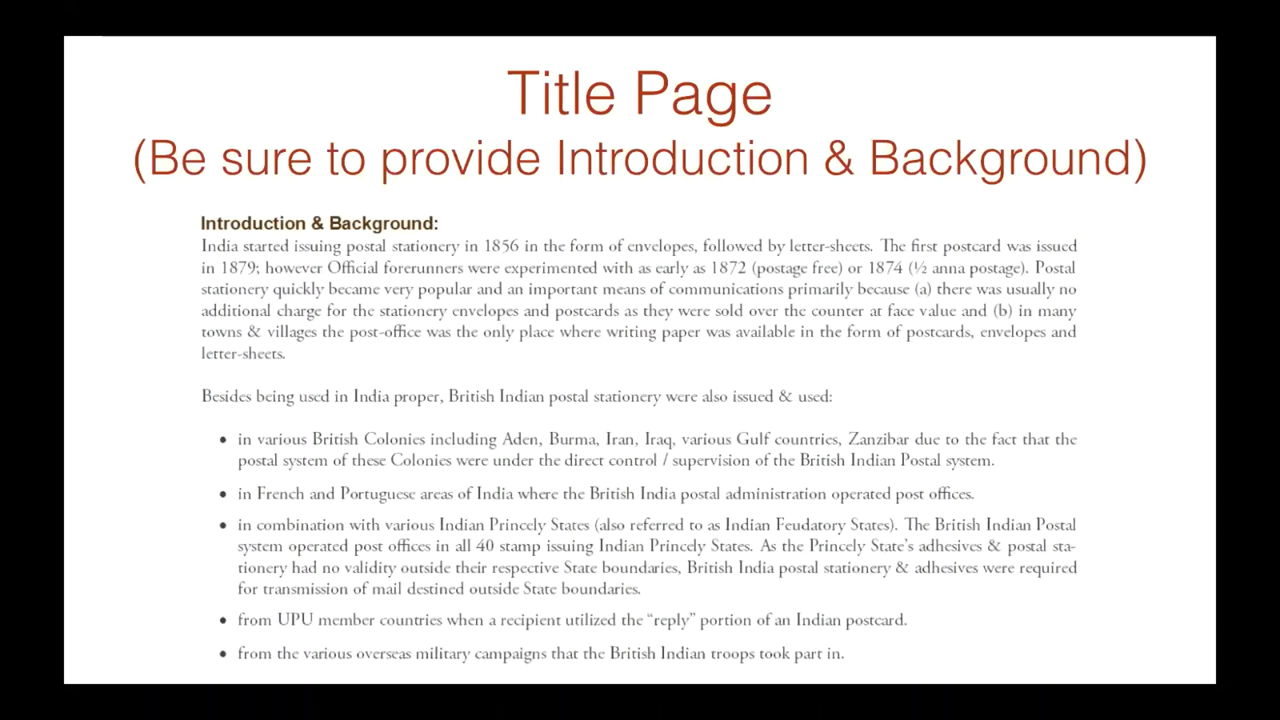 Title Page
(Be sure to provide Introduction & Background)
Introduction & Background:
India started issuing postal stationery in 1856 in the form of envelopes, followed by letter-sheets. The first postcard was issued
in 1879; however Official forerunners were experimented with as early as 1872 (postage free) or 1874 (½ anna postage). Postal
stationery quickly became very popular and an important means of communications primarily because (a) there was usually no
additional charge for the stationery envelopes and postcards as they were sold over the counter at face value and (b) in many
towns & villages the post-office was the only place where writing paper was available in the form of postcards, envelopes and
letter-sheets.
Besides being used in India proper, British Indian postal stationery were also issued & used:
• in various British Colonies including Aden, Burma, Iran, Iraq, various Gulf countries, Zanzibar due to the fact that the
postal system of these Colonies were under the direct control / supervision of the British Indian Postal system.
• in French and Portuguese areas of India where the British India postal administration operated post offices.
• in combination with various Indian Princely States (also referred to as Indian Feudatory States). The British Indian Postal
system operated post offices in all 40 stamp issuing Indian Princely States. As the Princely State's adhesives & postal sta-
tionery had no validity outside their respective State boundaries, British India postal stationery & adhesives were required
for transmission of mail destined outside State boundaries.
• from UPU member countries when a recipient utilized the “reply” portion of an Indian postcard.
• from the various overseas military campaigns that the British Indian troops took part in.